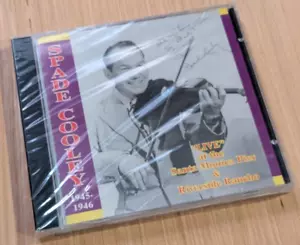 SPADE COOLEY
1945-
1946
"LIVE"
at the
Santa Monica Pier
&
Riverside Rancho